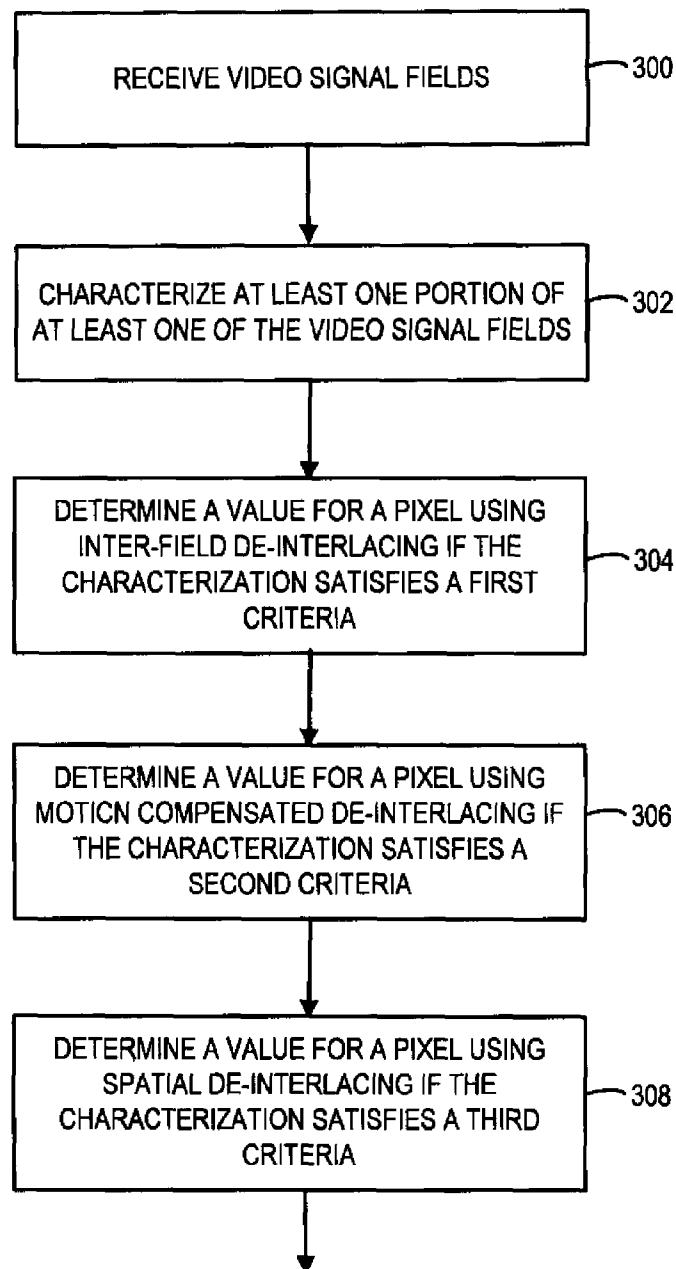 RECEIVE VIDEO SIGNAL FIELDS
300
CHARACTERIZE AT LEAST ONE PORTION OF
AT LEAST ONE OF THE VIDEO SIGNAL FIELDS
302
DETERMINE A VALUE FOR A PIXEL USING
INTER-FIELD DE-INTERLACING IF THE
CHARACTERIZATION SATISFIES A FIRST
CRITERIA
304
DETERMINE A VALUE FOR A PIXEL USING
MOTION COMPENSATED DE-INTERLACING IF
THE CHARACTERIZATION SATISFIES A
SECOND CRITERIA
306
DETERMINE A VALUE FOR A PIXEL USING
SPATIAL DE-INTERLACING IF THE
CHARACTERIZATION SATISFIES A THIRD
CRITERIA
308